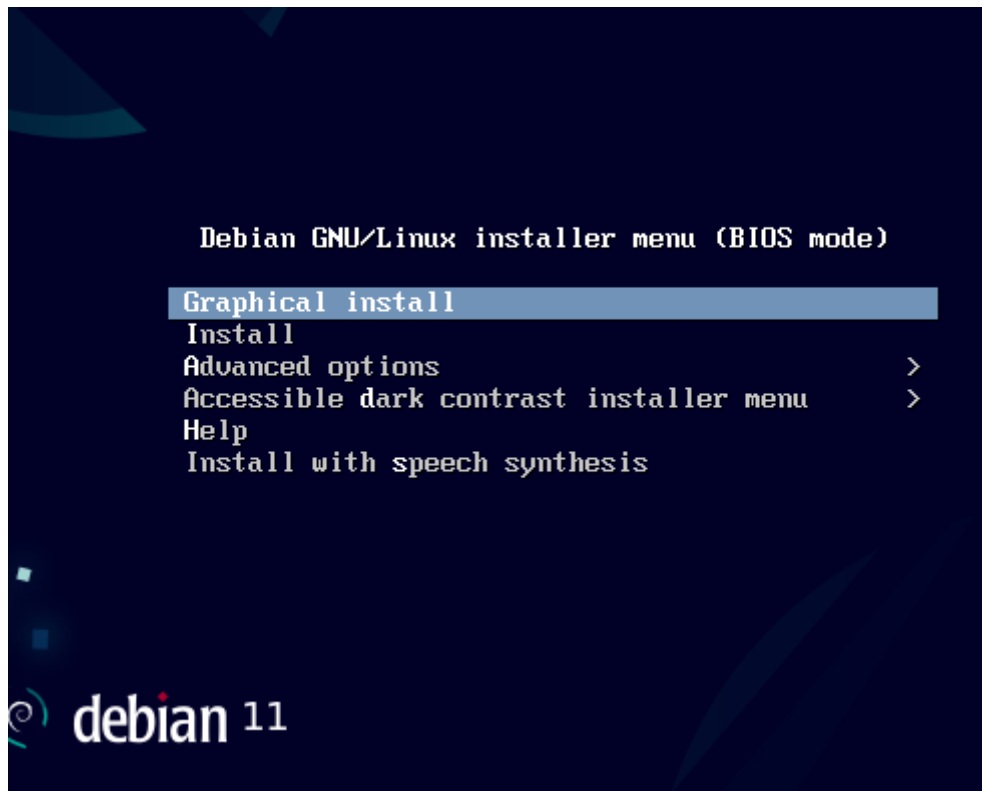 Debian GNU/Linux installer menu (BIOS mode)
Graphical install
Install
Advanced options >
Accessible dark contrast installer menu >
Help
Install with speech synthesis
debian 11